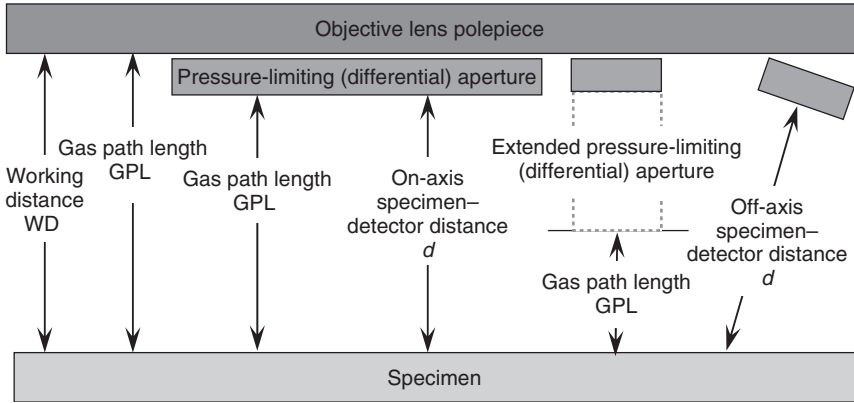 Objective lens polepiece
Pressure-limiting (differential) aperture
Working
distance
WD
Gas path length
GPL
Gas path length
GPL
On-axis
specimen–
detector distance
d
Extended pressure-limiting
(differential) aperture
Gas path length
GPL
Off-axis
specimen–
detector distance
d
Specimen